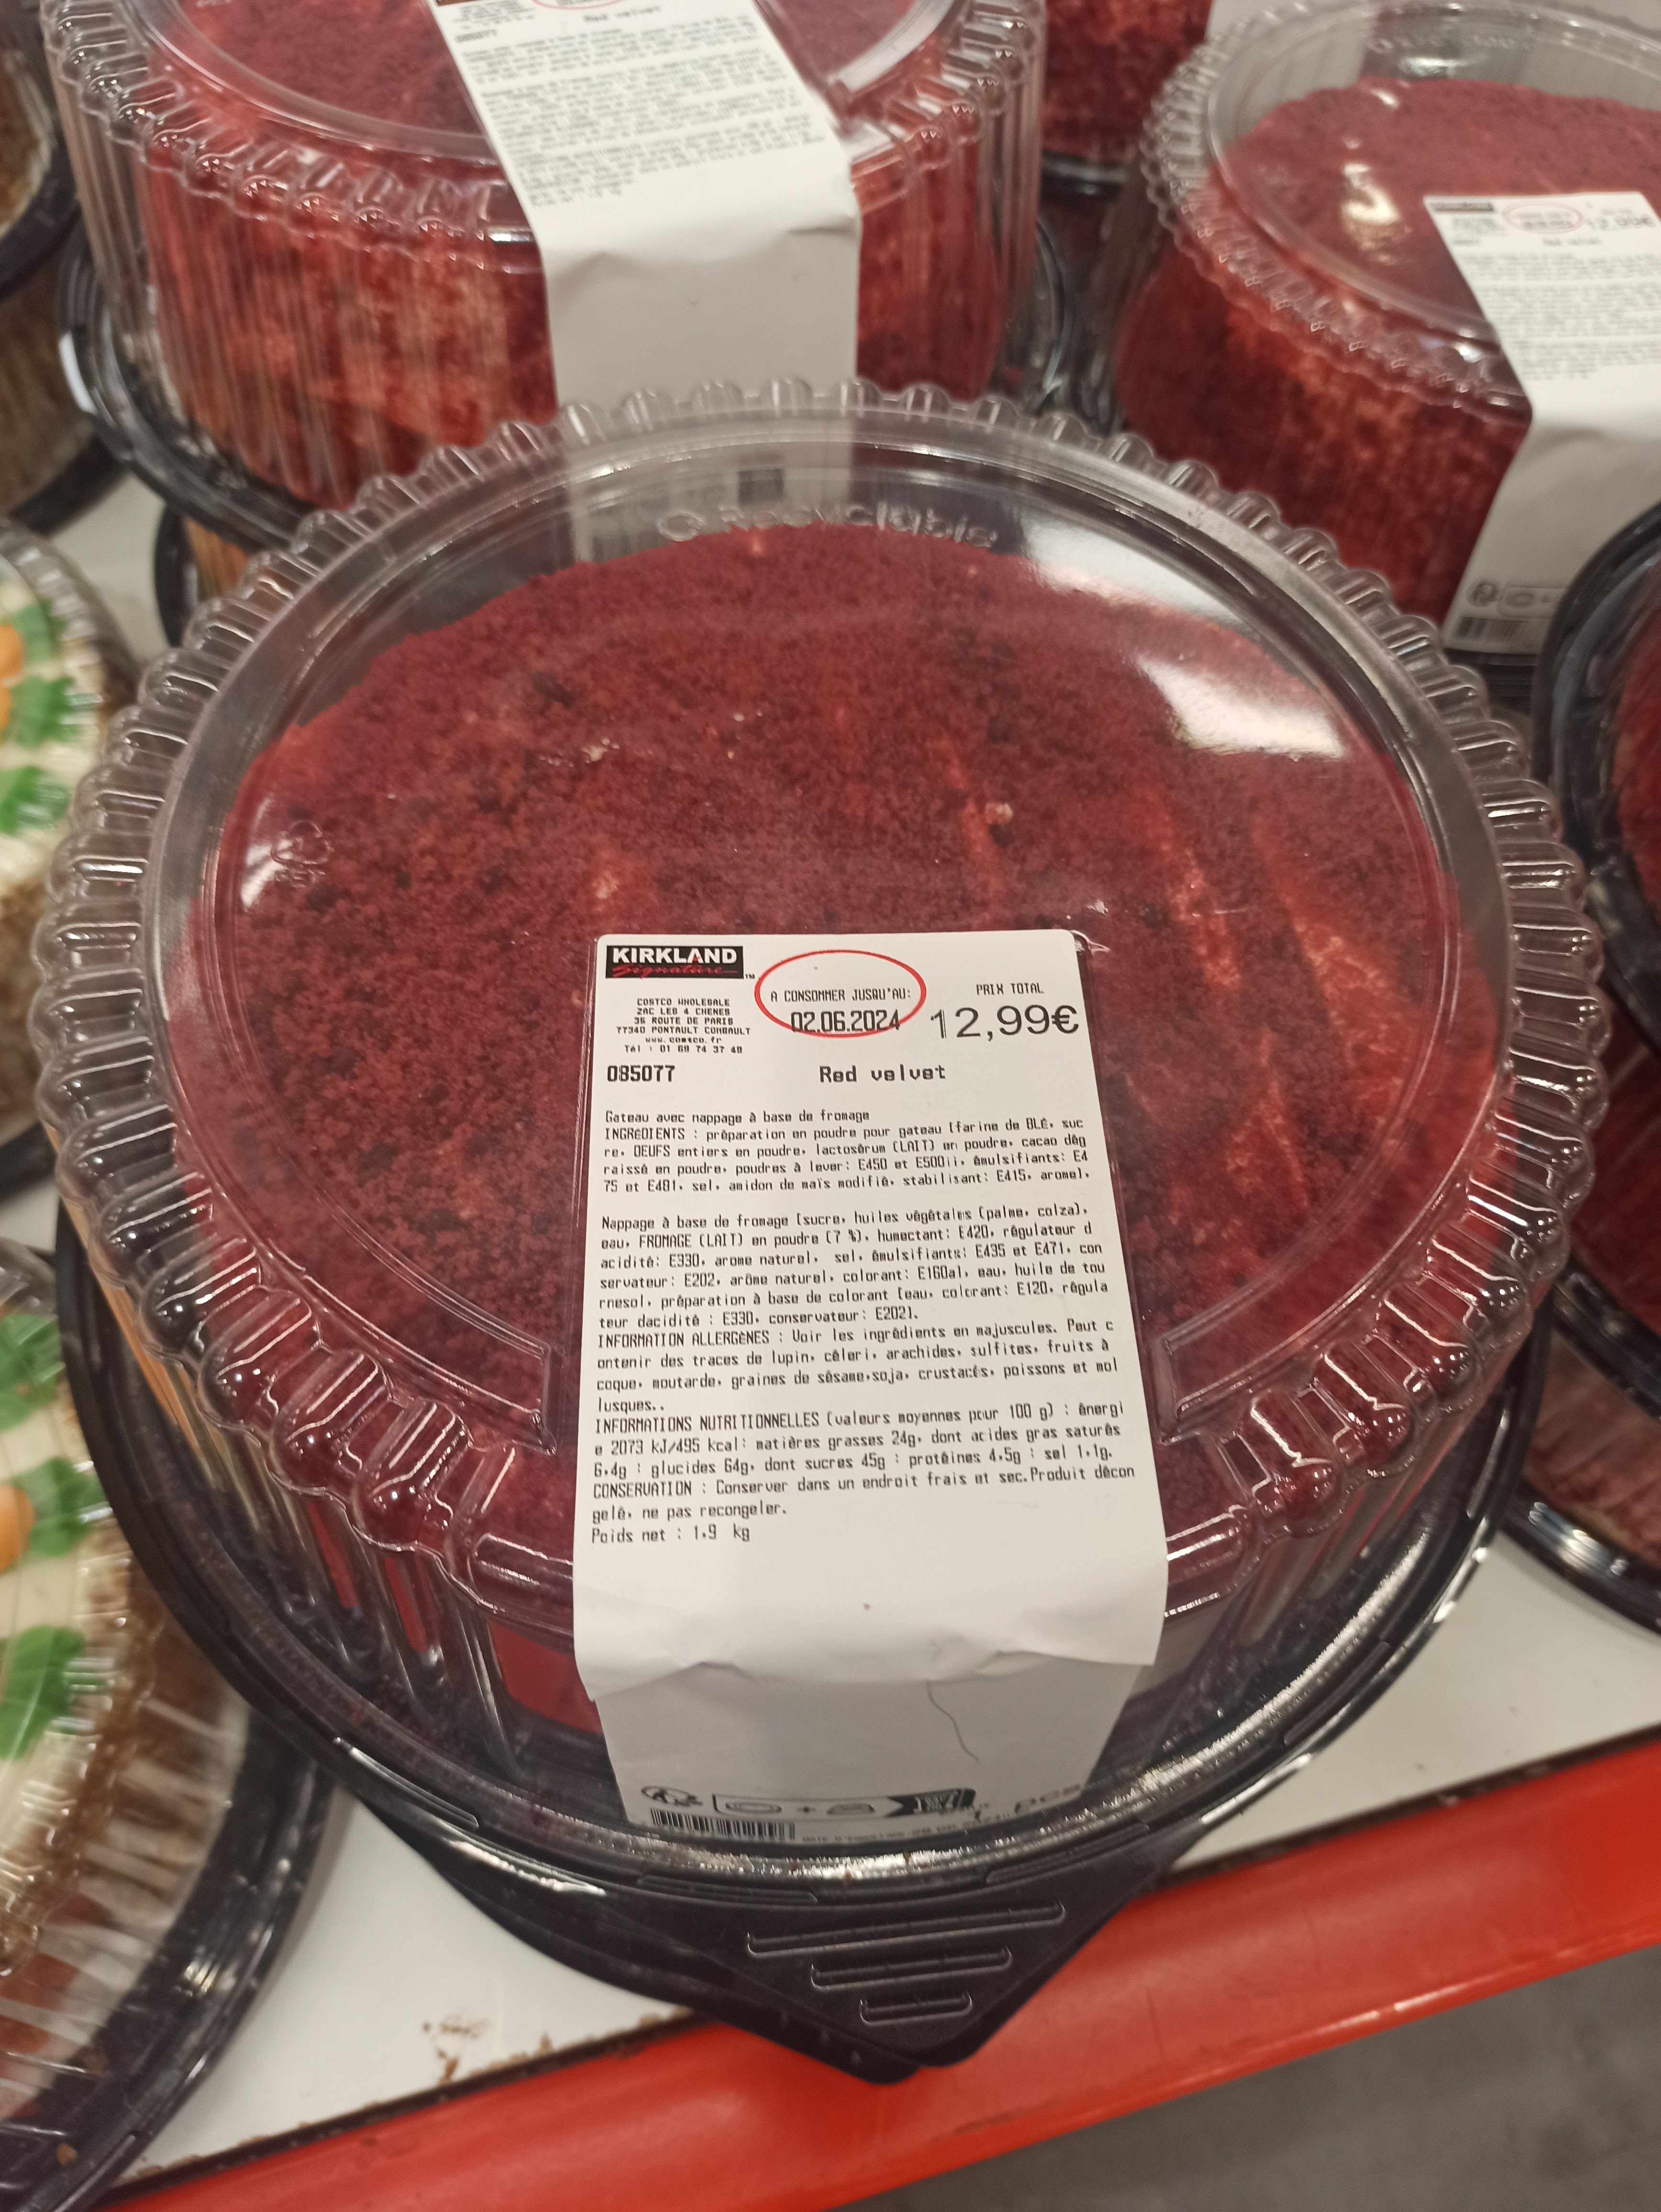 Red velvet
085077
12,99€
Red velvet
Recyclable
KIRKLAND
Signature™
COSTCO WHOLESALE
ZAC LES 4 CHENES
35 ROUTE DE PARIS
77340 PONTAULT COMBAULT
www.costco.fr
Tél : 01 69 74 37 48
A CONSOMMER JUSQU'AU:
02.06.2024
PRIX TOTAL
12,99€
085077
Red velvet
Gateau avec nappage à base de fromage
INGRéDIENTS : préparation en poudre pour gateau [farine de BLÉ, suc
re, OEUFS entiers en poudre, lactosérum (LAIT) en poudre, cacao dég
raissé en poudre, poudres à lever: E450 et E500ii, émulsifiants: E4
75 et E481, sel, amidon de maïs modifié, stabilisant: E415, arome],
Nappage à base de fromage [sucre, huiles végétales (palme, colza),
eau, FROMAGE (LAIT) en poudre (7 %), humectant: E420, régulateur d
acidité: E330, arome naturel, sel, émulsifiants: E435 et E471, con
servateur: E202, arôme naturel, colorant: E160a], eau, huile de tou
rnesol, préparation à base de colorant [eau, colorant: E120, régula
teur dacidité : E330, conservateur: E202].
INFORMATION ALLERGèNES : Voir les ingrédients en majuscules. Peut c
ontenir des traces de lupin, céleri, arachides, sulfites, fruits à
coque, moutarde, graines de sésame,soja, crustacés, poissons et mol
lusques..
INFORMATIONS NUTRITIONNELLES (valeurs moyennes pour 100 g) : énergi
e 2073 kJ/495 kcal: matières grasses 24g, dont acides gras saturés
6,4g : glucides 64g, dont sucres 45g : protéines 4,5g : sel 1,1g.
CONSERVATION : Conserver dans un endroit frais et sec.Produit décon
gelé, ne pas recongeler.
Poids net : 1,9 kg